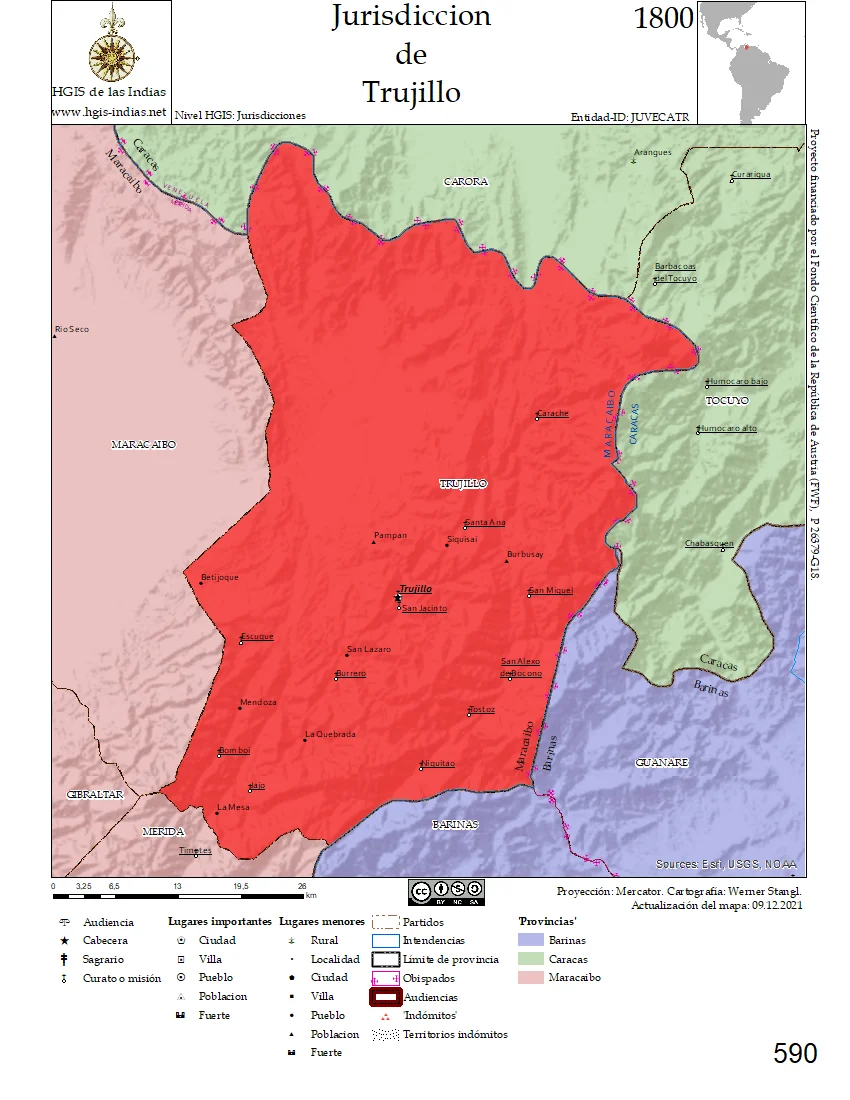 Jurisdiccion
de
Trujillo
1800
HGIS de las Indias
www.hgis-indias.net
Nivel HGIS: Jurisdicciones
Entidad-ID: JUVECATR
Caracas
Maracaibo
VENEZUELA
MERIDA
CARORA
Arangues
Curarigua
Barbacoas
del Tocuyo
Rio Seco
Humocaro bajo
TOCUYO
Humocaro alto
Carache
MARACAIBO
CARACAS
MARACAIBO
TRUJILLO
Santa Ana
Pampan
Siquisai
Burbusay
Chabasquen
Betijoque
Trujillo
San Jacinto
San Miguel
Escuque
San Lazaro
Burrero
San Alexo
de Bocono
Caracas
Barinas
Mendoza
Tostoz
La Quebrada
Maracaibo
Barinas
Bomboi
Niquitao
GUANARE
Jajo
GIBRALTAR
La Mesa
MERIDA
BARINAS
Timotes
Sources: Esri, USGS, NOAA
Proyecto financiado por el Fondo Científico de la República de Austria (FWF), P 26379-G18.
0 3,25 6,5 13 19,5 26
km
CC BY NC SA
Proyección: Mercator. Cartografía: Werner Stangl.
Actualización del mapa: 09.12.2021
Audiencia
Cabecera
Sagrario
Curato o misión
Lugares importantes
Ciudad
Villa
Pueblo
Poblacion
Fuerte
Lugares menores
Rural
Localidad
Ciudad
Villa
Pueblo
Poblacion
Fuerte
Partidos
Intendencias
Límite de provincia
Obispados
Audiencias
'Indómitos'
Territorios indómitos
'Provincias'
Barinas
Caracas
Maracaibo
590